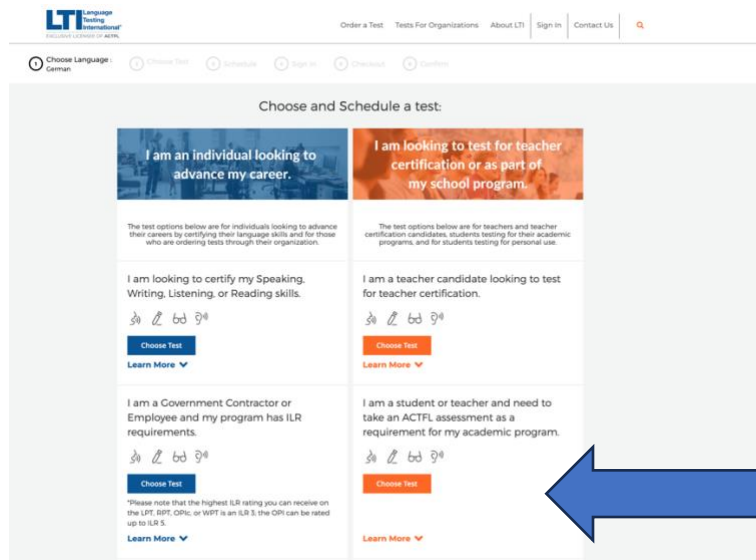 LTI Language
Testing
International
EXCLUSIVE LICENSEE OF ACTFL
Order a Test Tests For Organizations About LTI Sign In Contact Us
1 Choose Language :
German
Choose Test Schedule Sign In Checkout Confirm
Choose and Schedule a test:
I am an individual looking to
advance my career.
The test options below are for individuals looking to advance
their careers by certifying their language skills and for those
who are ordering tests through their organization.
I am looking to certify my Speaking,
Writing, Listening, or Reading skills.
Choose Test
Learn More
I am a Government Contractor or
Employee and my program has ILR
requirements.
Choose Test
*Please note that the highest ILR rating you can receive on
the LPT, RPT, OPIc, or WPT is an ILR 3, the OPI can be rated
up to ILR 5.
Learn More
I am looking to test for teacher
certification or as part of
my school program.
The test options below are for teachers and teacher
certification candidates, students testing for their academic
programs, and for students testing for personal use.
I am a teacher candidate looking to test
for teacher certification.
Choose Test
Learn More
I am a student or teacher and need to
take an ACTFL assessment as a
requirement for my academic program.
Choose Test
Learn More